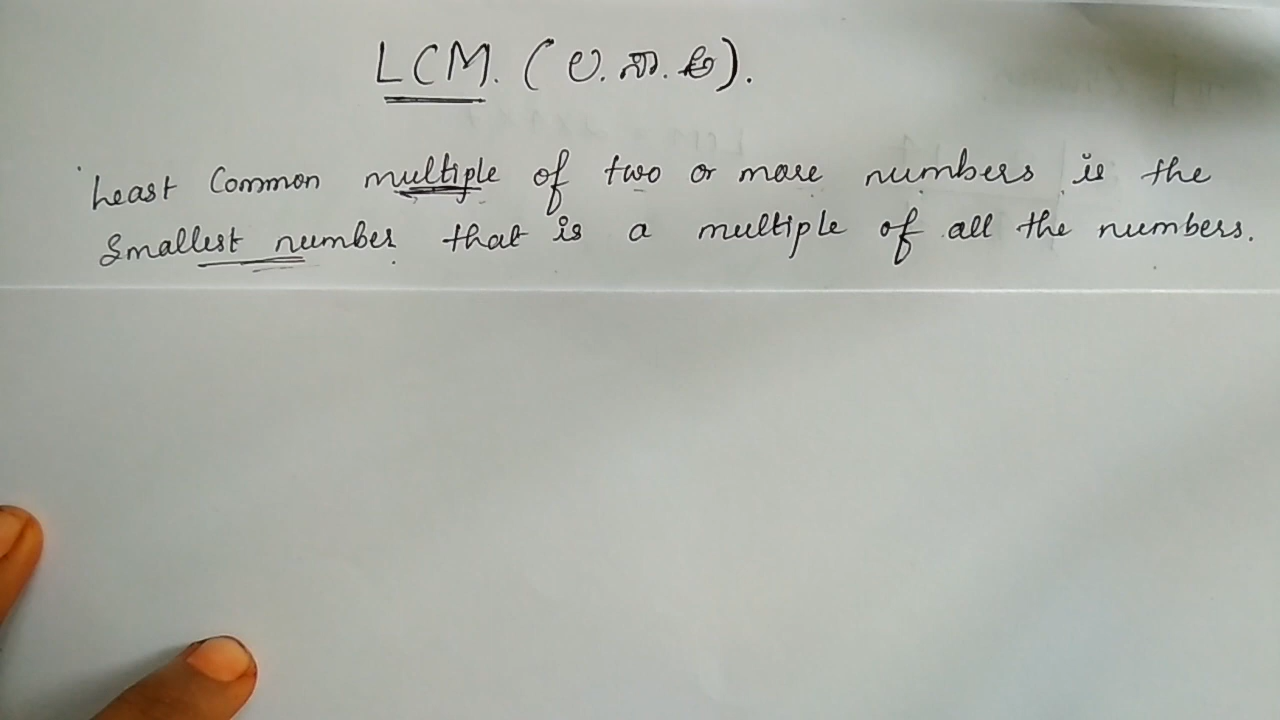 LCM. (ല.സാ.ഗു).
Least Common multiple of two or more numbers is the
smallest number that is a multiple of all the numbers.